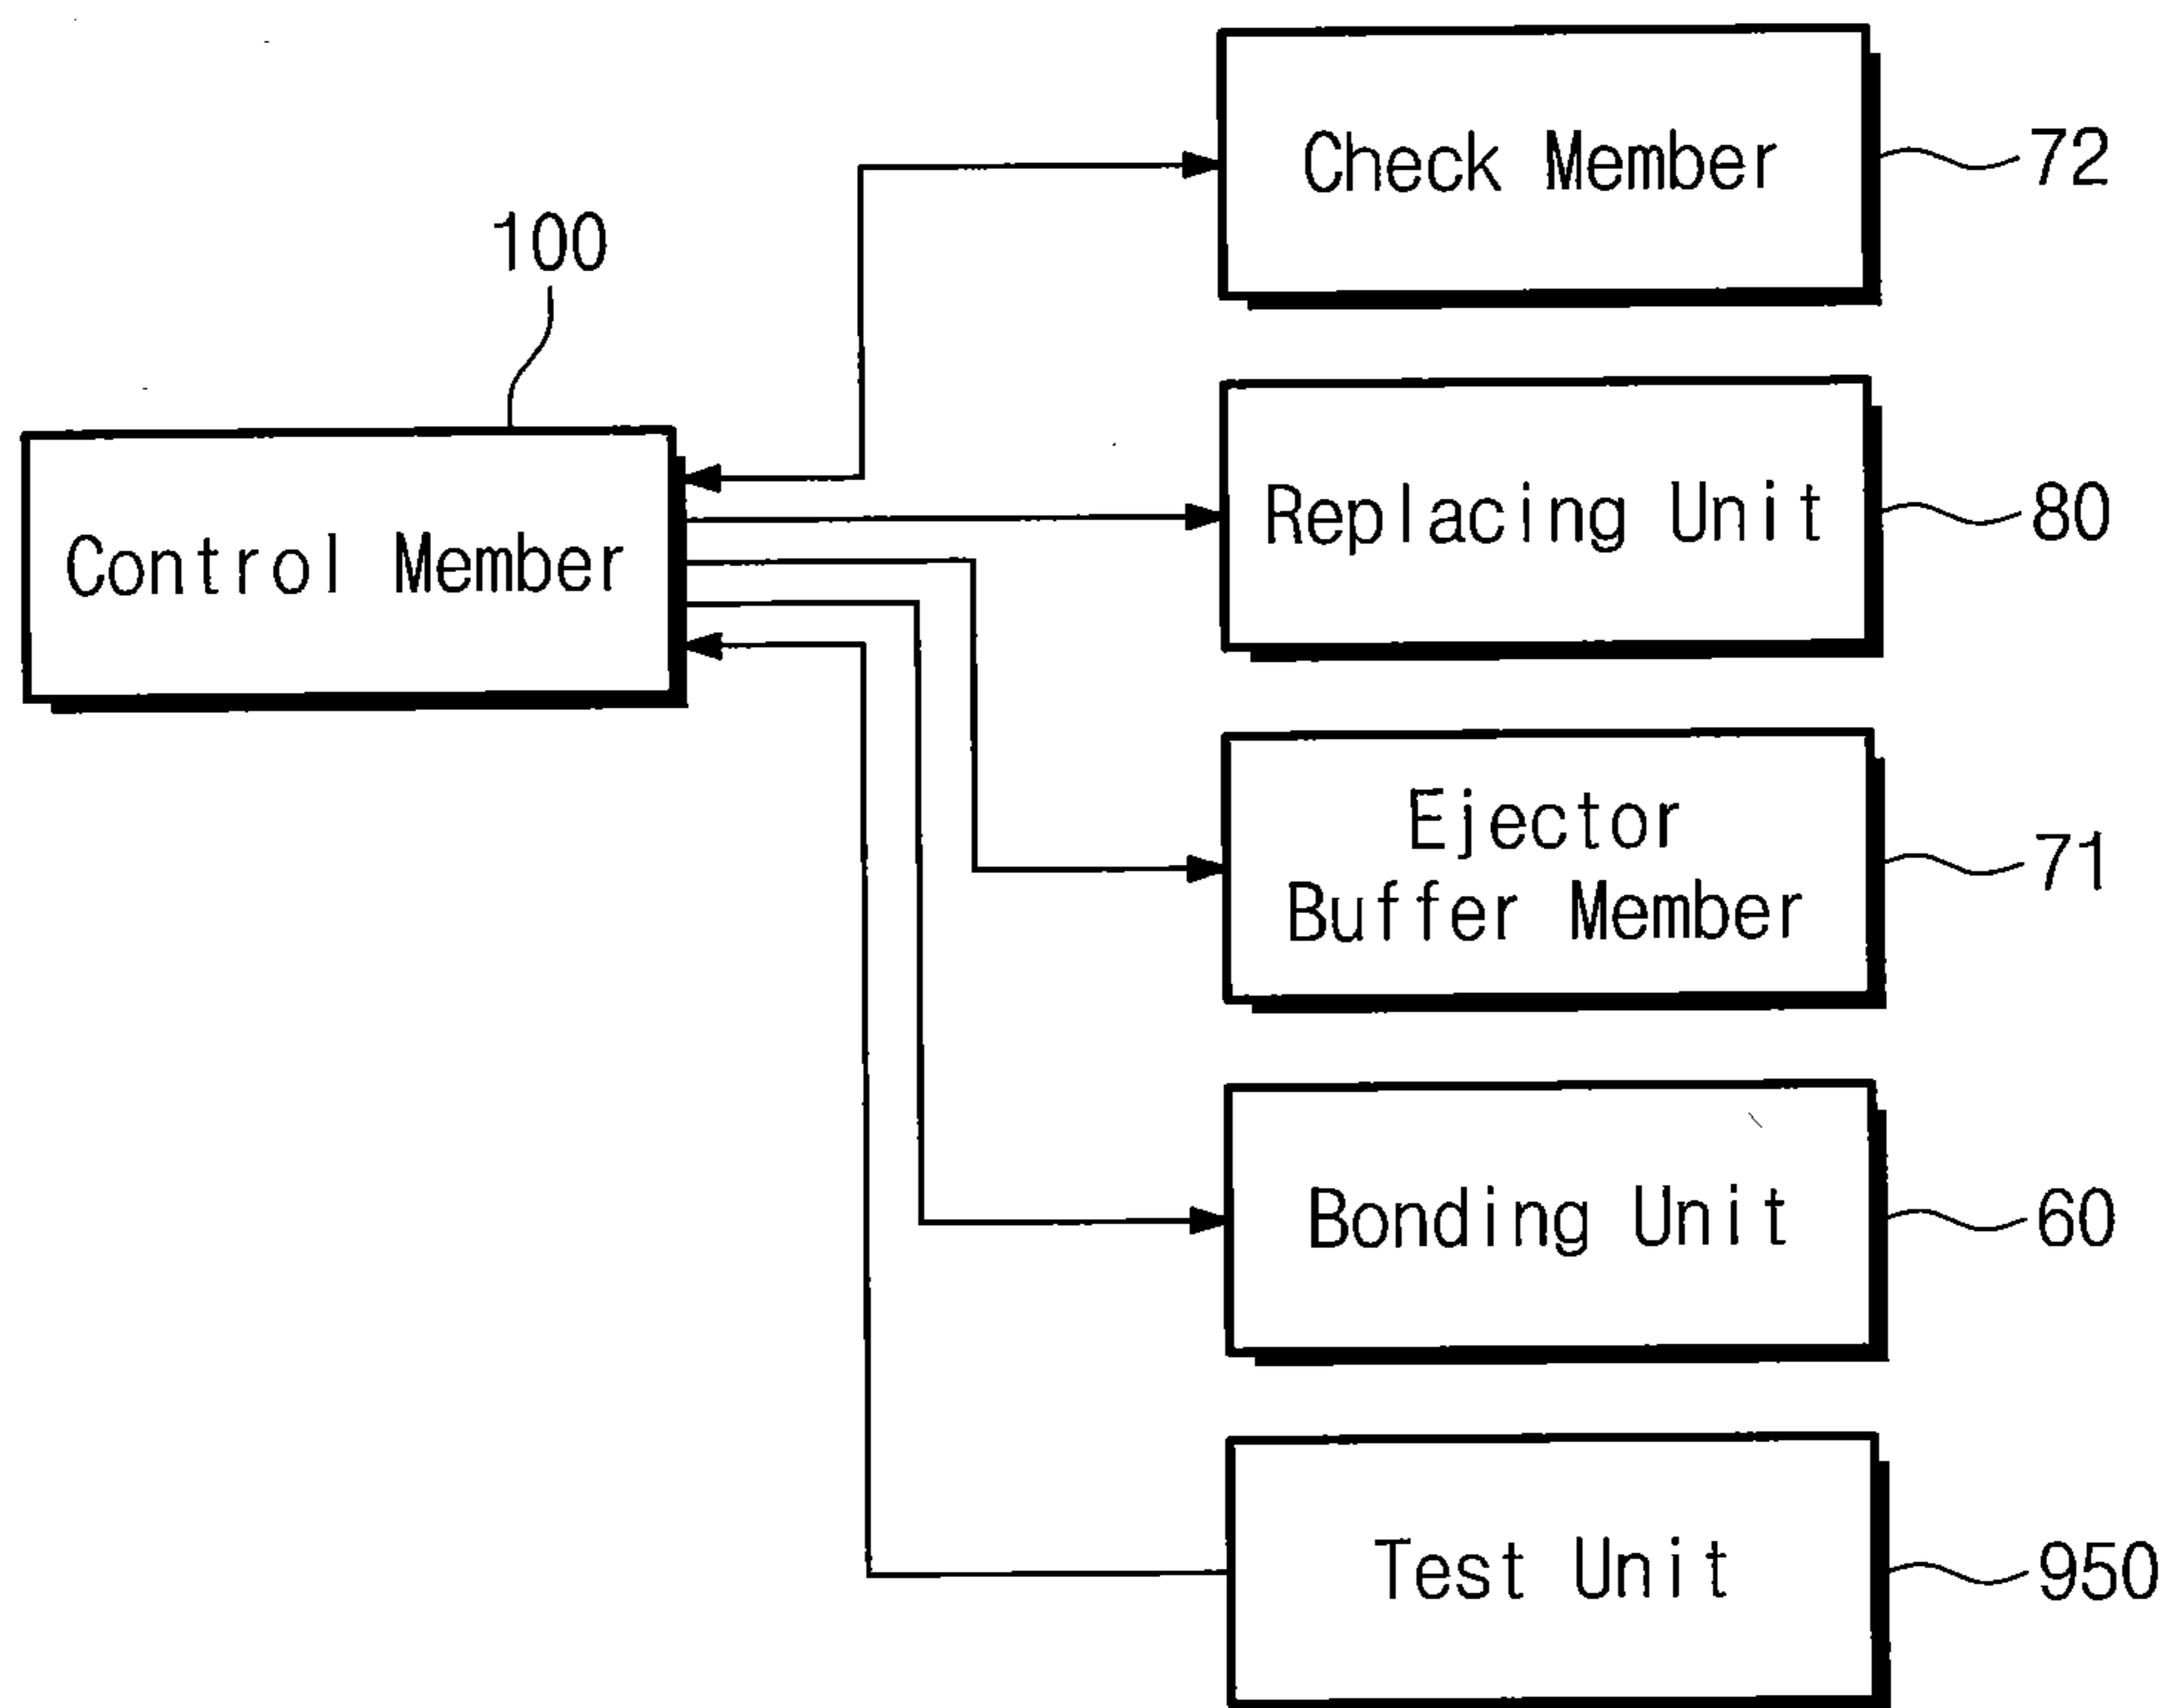 Check Member
72
100
Control Member
Replacing Unit
80
Ejector
Buffer Member
71
Bonding Unit
60
Test Unit
950